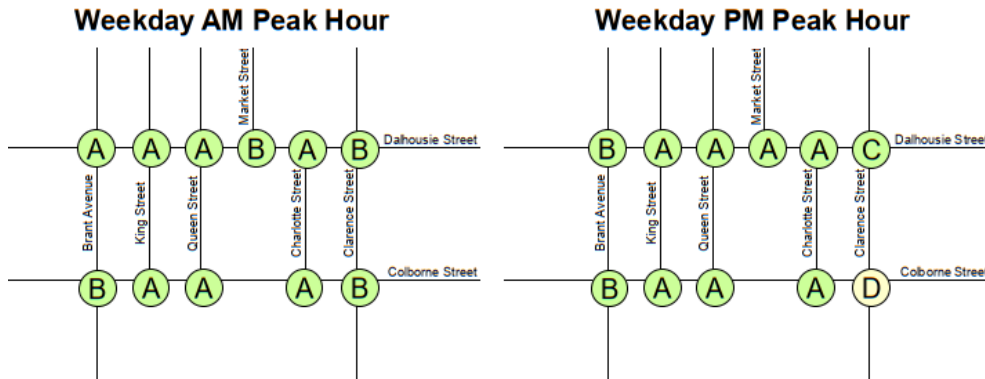 Weekday AM Peak Hour
Market Street
A A A B A B
Dalhousie Street
Brant Avenue
King Street
Queen Street
Charlotte Street
Clarence Street
Colborne Street
B A A A B
Weekday PM Peak Hour
Market Street
B A A A A C
Dalhousie Street
Brant Avenue
King Street
Queen Street
Charlotte Street
Clarence Street
Colborne Street
B A A A D